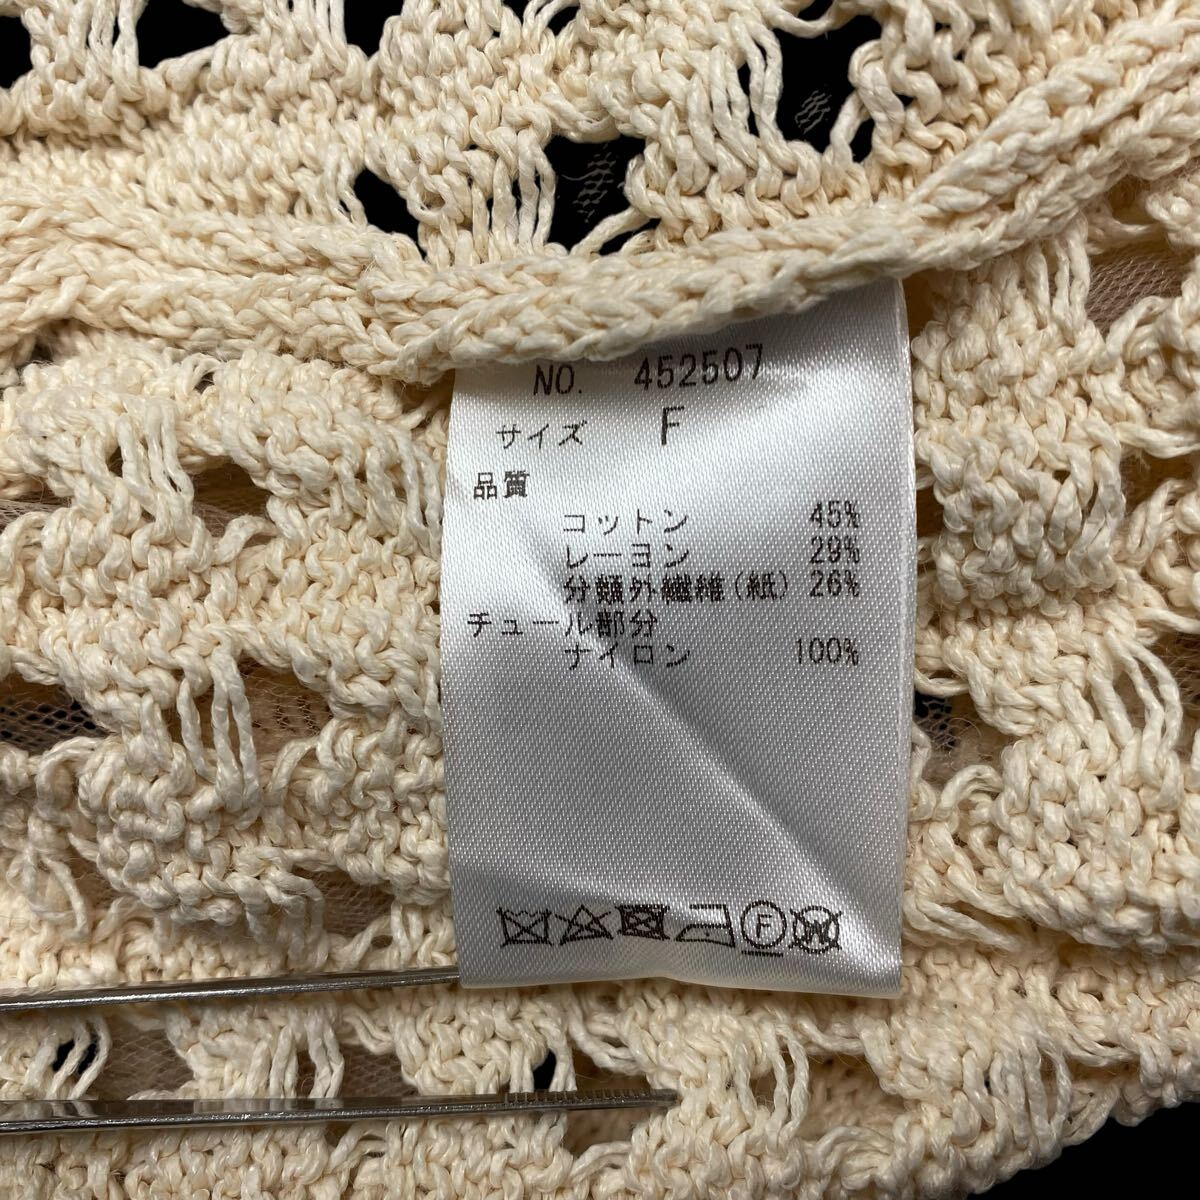 NO. 452507
サイズ F
品質
コットン 45%
レーヨン 29%
分類外繊維(紙) 26%
チュール部分
ナイロン 100%
F W